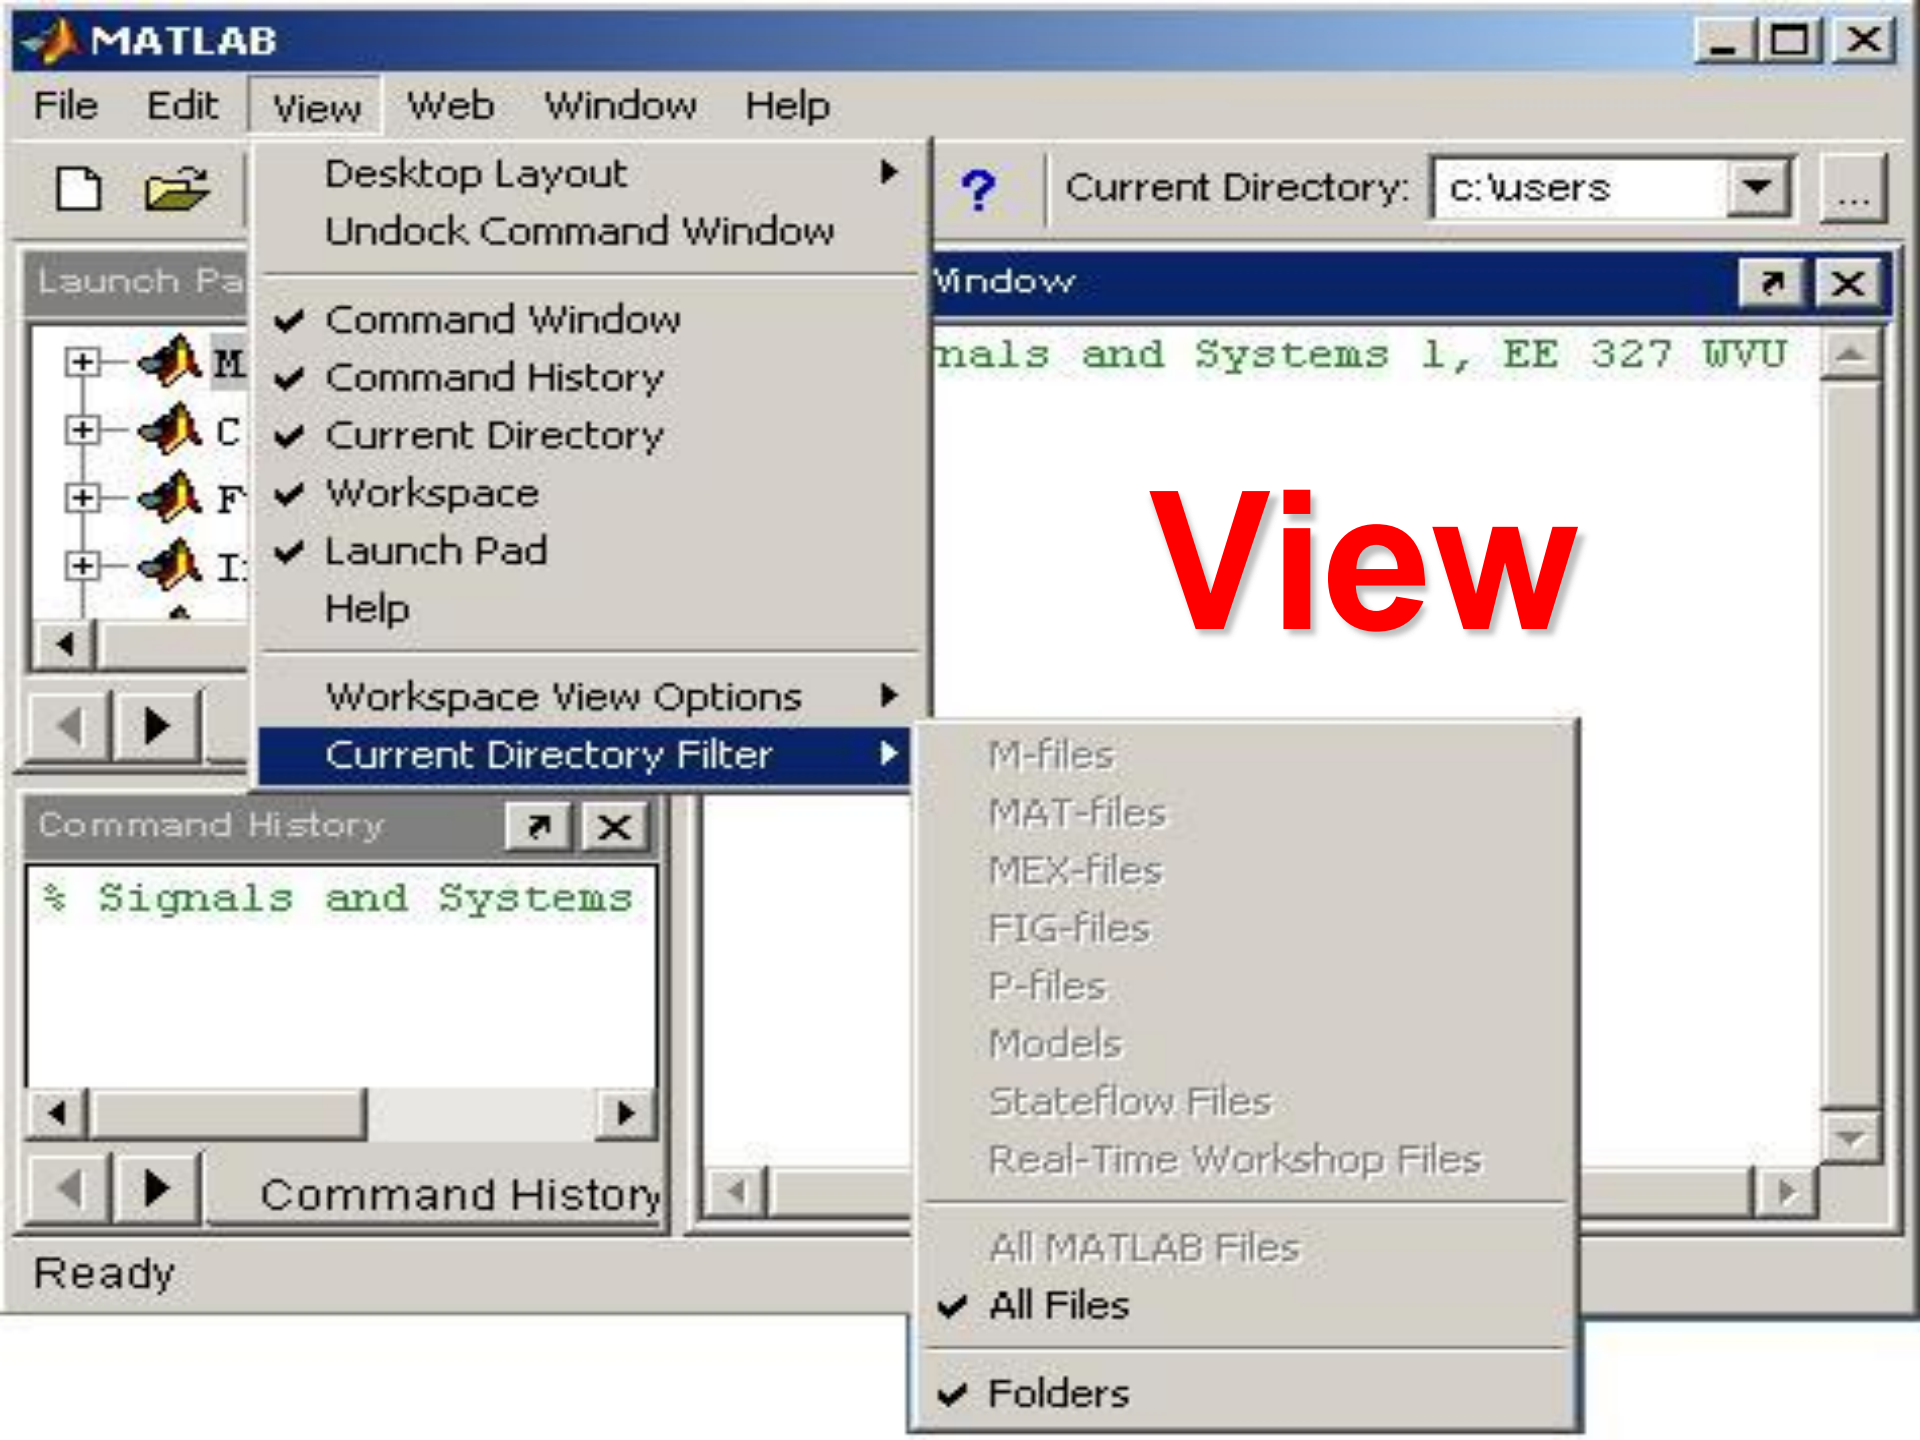 MATLAB
File Edit View Web Window Help
Current Directory: c:\users ...
Desktop Layout
Undock Command Window
Command Window
Command History
Current Directory
Workspace
Launch Pad
Help
Workspace View Options
Current Directory Filter
Launch
Window
and Systems 1, EE 327 WVU
View
M-files
MAT-files
MEX-files
FIG-files
P-files
Models
Stateflow Files
Real-Time Workshop Files
All MATLAB Files
All Files
Folders
Command History
% Signals and Systems
Command History
Ready